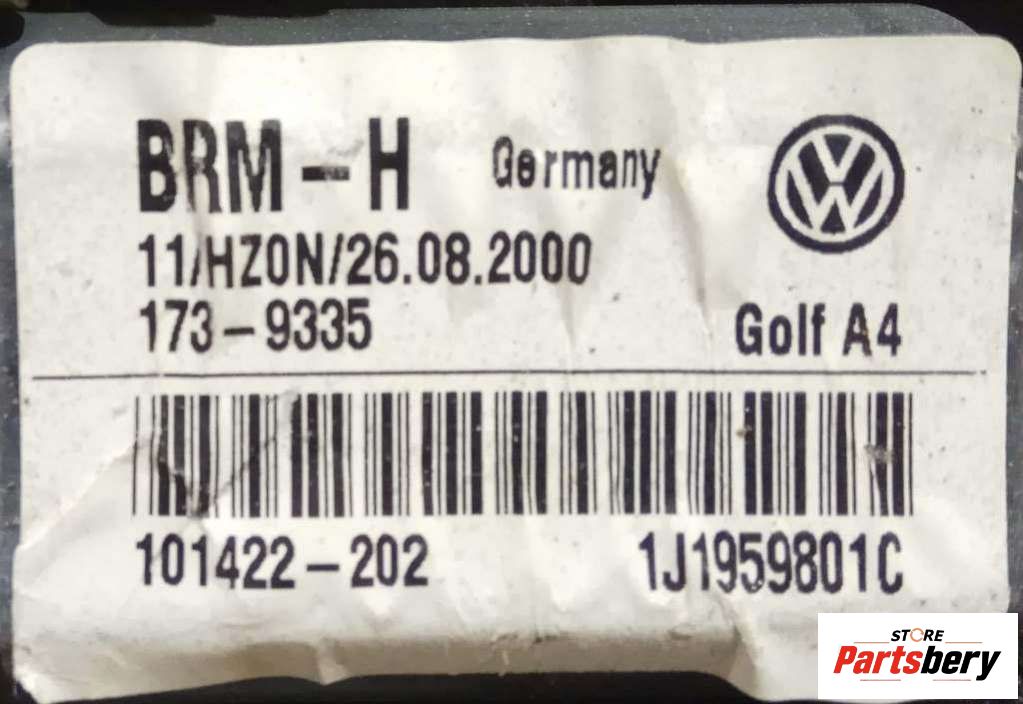 BRM - H Germany
11/HZ0N/26.08.2000
173 - 9335 Golf A4
101422 - 202 1J1959801C
STORE
Partsbery